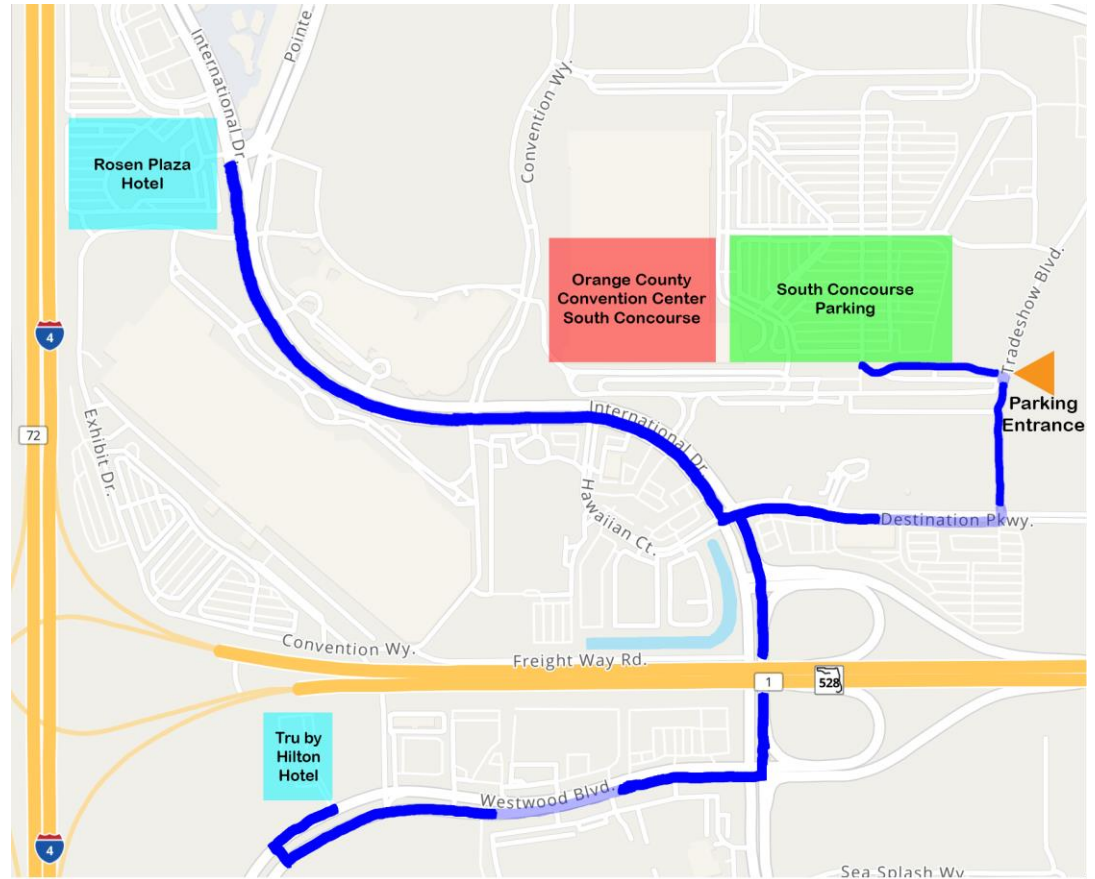 International Dr.
Pointe
Convention Wy.
Rosen Plaza
Hotel
Orange County
Convention Center
South Concourse
South Concourse
Parking
Tradeshow Blvd.
4
Parking
Entrance
72
Exhibit Dr.
International Dr.
Hawaiian Ct.
Destination Pkwy.
Convention Wy.
Freight Way Rd.
1
528
Tru by
Hilton
Hotel
Westwood Blvd.
4
Sea Splash Wy